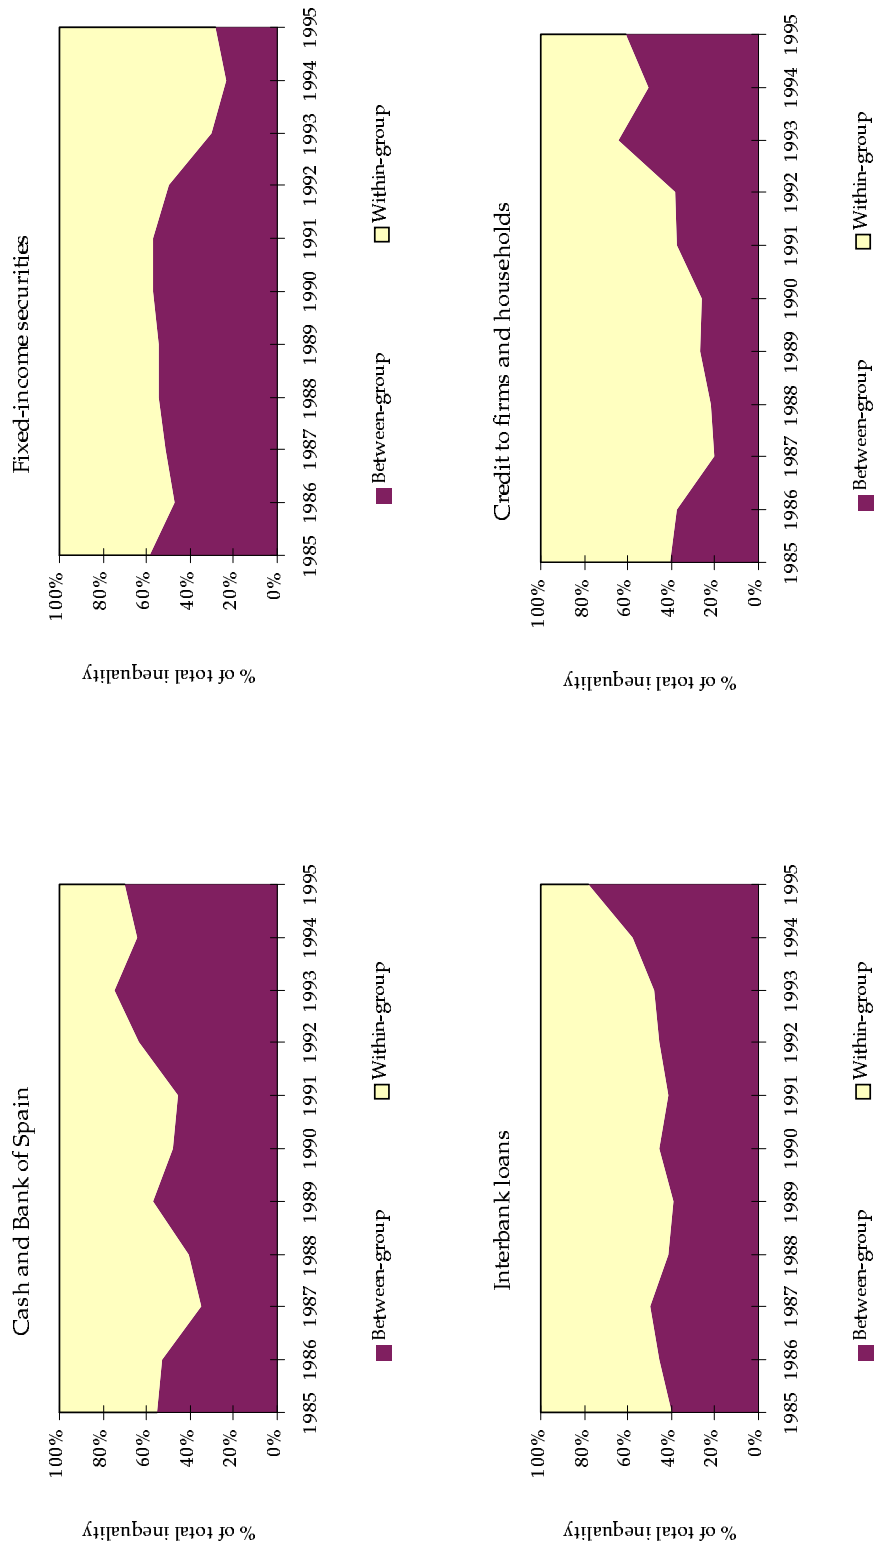 Cash and Bank of Spain
% of total inequality
100%
80%
60%
40%
20%
0%
1985 1986 1987 1988 1989 1990 1991 1992 1993 1994 1995
Between-group Within-group
Fixed-income securities
% of total inequality
100%
80%
60%
40%
20%
0%
1985 1986 1987 1988 1989 1990 1991 1992 1993 1994 1995
Between-group Within-group
Interbank loans
% of total inequality
100%
80%
60%
40%
20%
0%
1985 1986 1987 1988 1989 1990 1991 1992 1993 1994 1995
Between-group Within-group
Credit to firms and households
% of total inequality
100%
80%
60%
40%
20%
0%
1985 1986 1987 1988 1989 1990 1991 1992 1993 1994 1995
Between-group Within-group